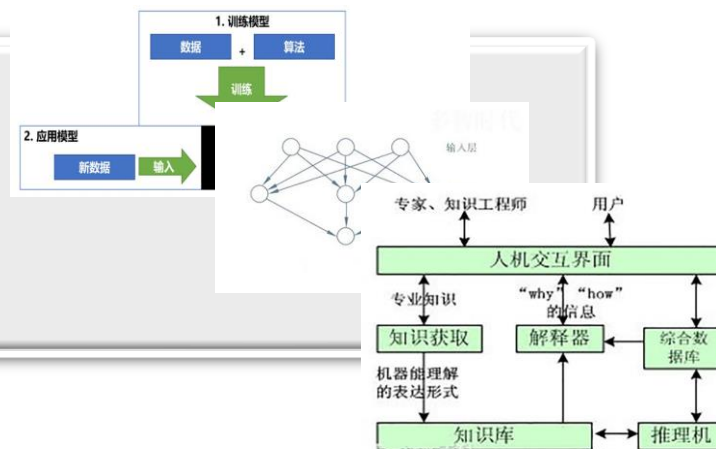 1. 训练模型
数据 + 算法
训练
2. 应用模型
新数据 输入
输入层
专家、知识工程师 用户
人机交互界面
专业知识
“why” “how”
的信息
知识获取 解释器 综合数
据库
机器能理解
的表达形式
知识库 推理机